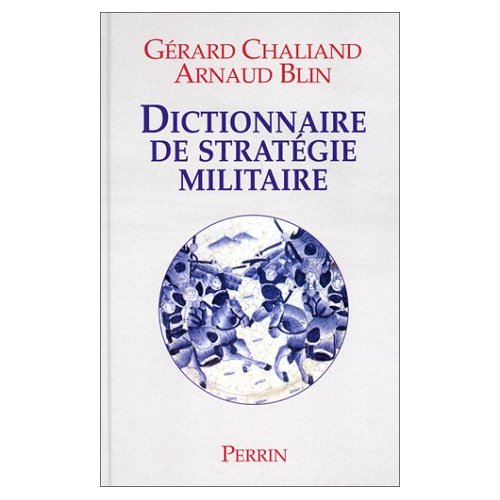 GÉRARD CHALIAND
ARNAUD BLIN
DICTIONNAIRE
DE STRATÉGIE
MILITAIRE
PERRIN